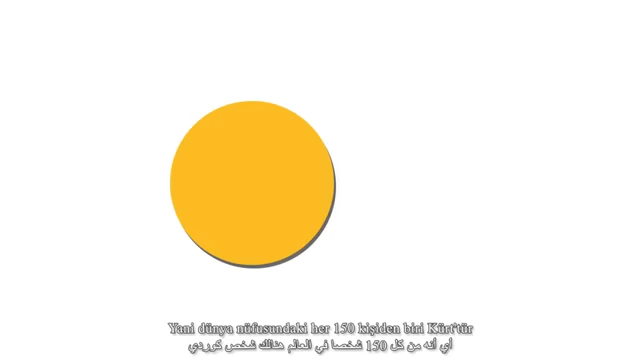 Yani dünya nüfusundaki her 150 kişiden biri Kürt'tür
أي أنه من كل 150 شخصا في العالم هنالك شخص كوردي